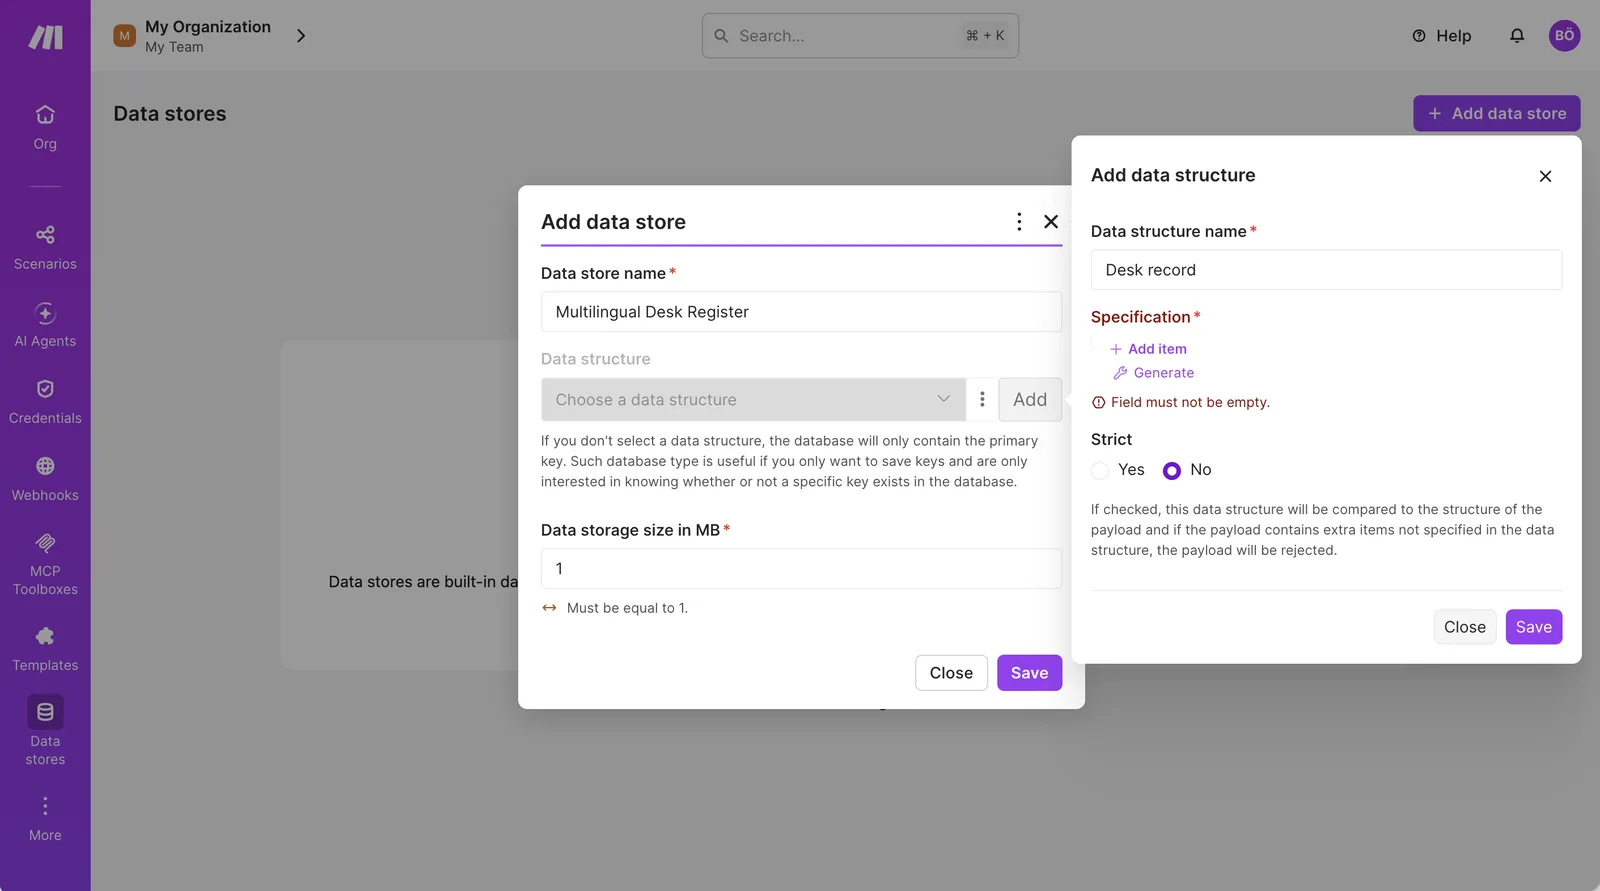 M
My Organization
My Team
Search...
⌘ + K
Help
BÖ
Org
Scenarios
AI Agents
Credentials
Webhooks
MCP
Toolboxes
Templates
Data
stores
More
Data stores
+ Add data store
Data stores are built-in da
Add data store
Data store name *
Multilingual Desk Register
Data structure
Choose a data structure
Add
If you don't select a data structure, the database will only contain the primary
key. Such database type is useful if you only want to save keys and are only
interested in knowing whether or not a specific key exists in the database.
Data storage size in MB *
1
Must be equal to 1.
Close
Save
Add data structure
Data structure name *
Desk record
Specification *
+ Add item
Generate
Field must not be empty.
Strict
Yes
No
If checked, this data structure will be compared to the structure of the
payload and if the payload contains extra items not specified in the data
structure, the payload will be rejected.
Close
Save